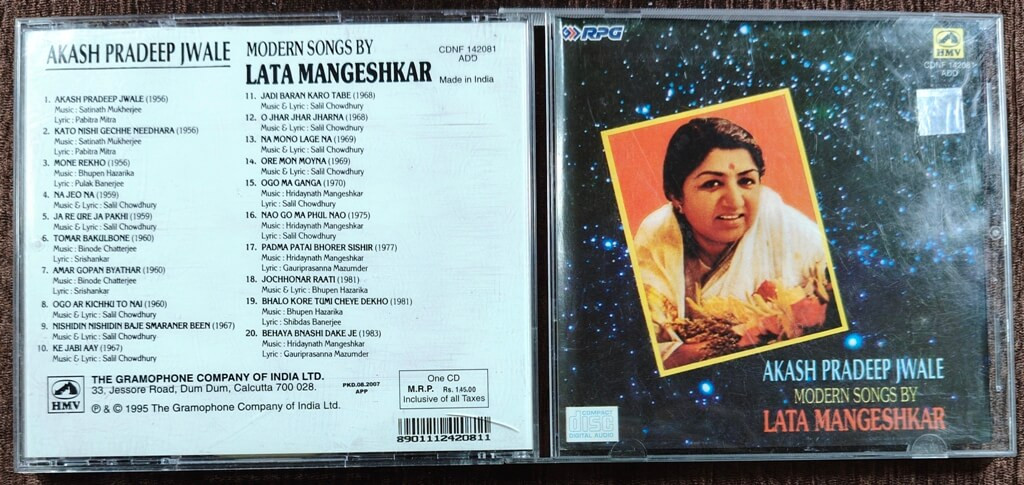 AKASH PRADEEP JWALE
MODERN SONGS BY
LATA MANGESHKAR
CDNF 142081
ADD
Made in India
1. AKASH PRADEEP JWALE (1956)
Music : Satinath Mukherjee
Lyric : Pabitra Mitra
2. KATO NISHI GECHHE NEEDHARA (1956)
Music : Satinath Mukherjee
Lyric : Pabitra Mitra
3. MONE REKHO (1956)
Music : Bhupen Hazarika
Lyric : Pulak Banerjee
4. NA JEO NA (1959)
Music & Lyric : Salil Chowdhury
5. JA RE URE JA PAKHI (1959)
Music & Lyric : Salil Chowdhury
6. TOMAR BAKULBONE (1960)
Music : Binode Chatterjee
Lyric : Srishankar
7. AMAR GOPAN BYATHAR (1960)
Music : Binode Chatterjee
Lyric : Srishankar
8. OGO AR KICHHU TO NAI (1960)
Music & Lyric : Salil Chowdhury
9. NISHIDIN NISHIDIN BAJE SMARANER BEEN (1967)
Music & Lyric : Salil Chowdhury
10. KE JABI AAY (1967)
Music & Lyric : Salil Chowdhury
11. JADI BARAN KARO TABE (1968)
Music & Lyric : Salil Chowdhury
12. O JHAR JHAR JHARNA (1968)
Music & Lyric : Salil Chowdhury
13. NA MONO LAGE NA (1969)
Music & Lyric : Salil Chowdhury
14. ORE MON MOYNA (1969)
Music & Lyric : Salil Chowdhury
15. OGO MA GANGA (1970)
Music : Hridaynath Mangeshkar
Lyric : Salil Chowdhury
16. NAO GO MA PHUL NAO (1975)
Music : Hridaynath Mangeshkar
Lyric : Salil Chowdhury
17. PADMA PATAI BHORER SISHIR (1977)
Music : Hridaynath Mangeshkar
Lyric : Gauriprasanna Mazumder
18. JOCHHONAR RAATI (1981)
Music & Lyric : Bhupen Hazarika
19. BHALO KORE TUMI CHEYE DEKHO (1981)
Music : Bhupen Hazarika
Lyric : Shibdas Banerjee
20. BEHAYA BNASHI DAKE JE (1983)
Music : Hridaynath Mangeshkar
Lyric : Gauriprasanna Mazumder
HMV
THE GRAMOPHONE COMPANY OF INDIA LTD.
33, Jessore Road, Dum Dum, Calcutta 700 028.
℗ & © 1995 The Gramophone Company of India Ltd.
PKD.08.2007
APP
One CD
M.R.P. Rs. 145.00
Inclusive of all Taxes
8901112420811
RPG
HMV
CDNF 142081
ADD
AKASH PRADEEP JWALE
MODERN SONGS BY
LATA MANGESHKAR
COMPACT
disc
DIGITAL AUDIO